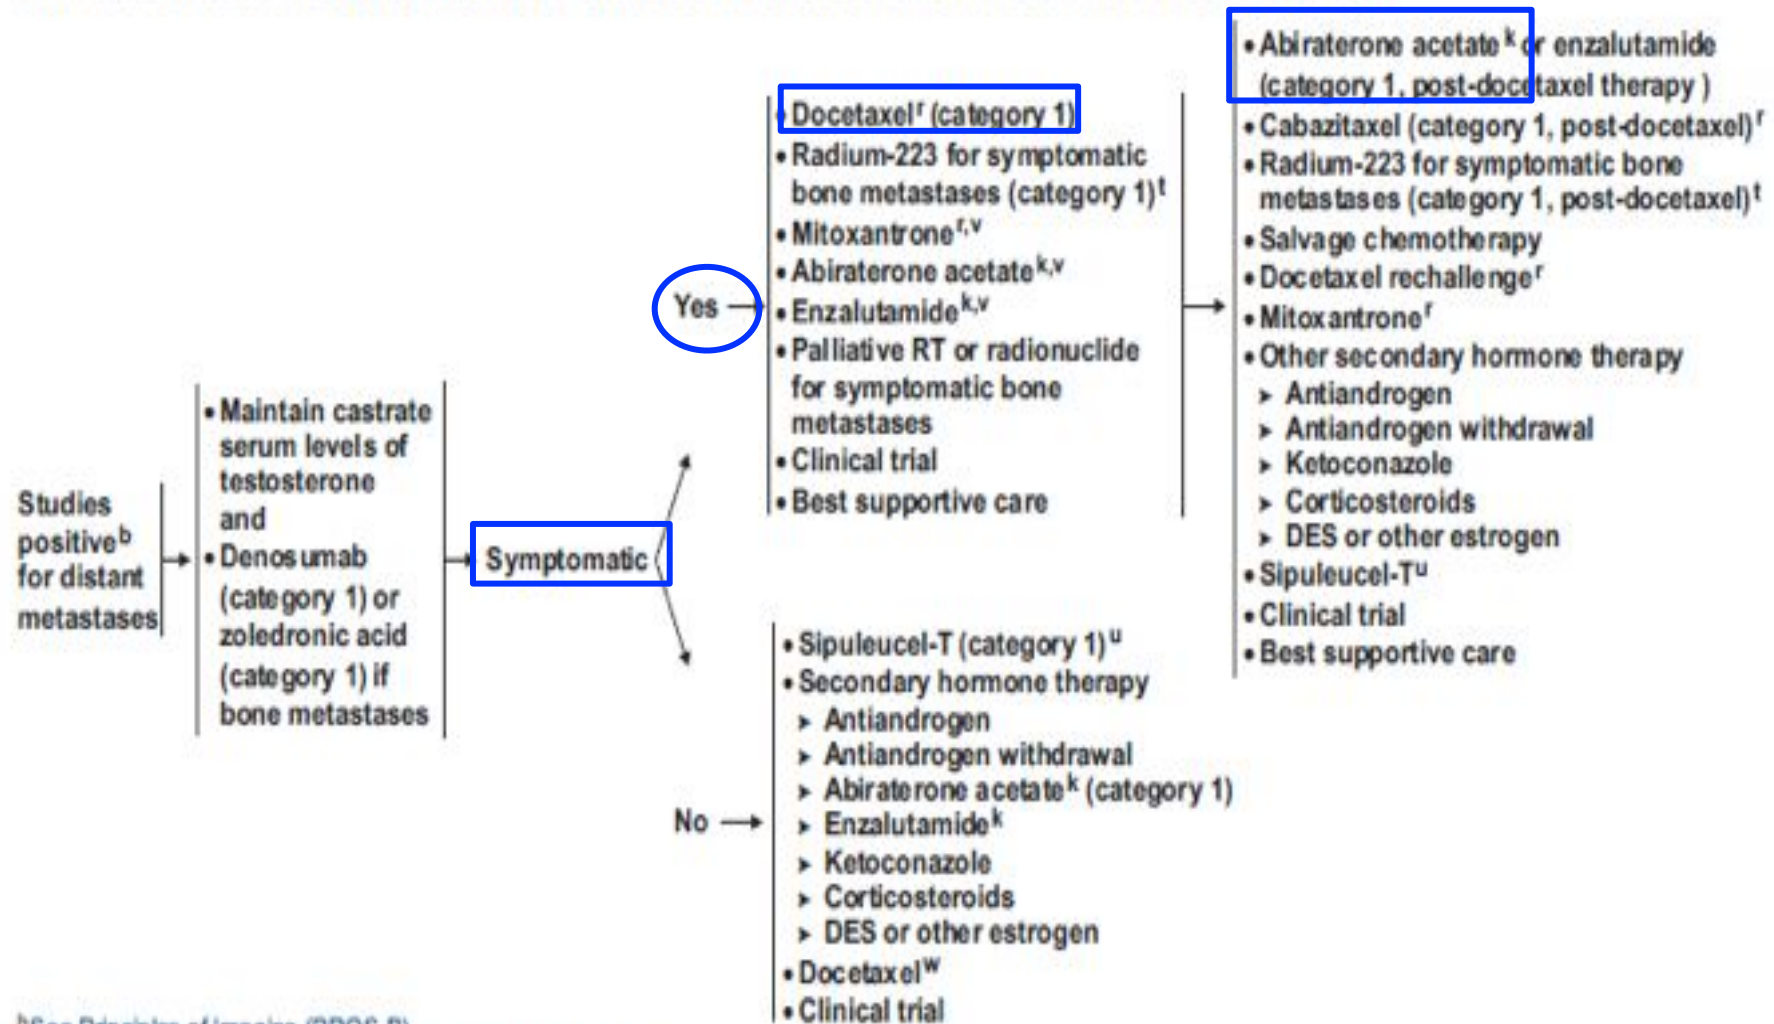 Studies
positiveᵇ
for distant
metastases
• Maintain castrate
serum levels of
testosterone
and
• Denosumab
(category 1) or
zoledronic acid
(category 1) if
bone metastases
Symptomatic
Yes
• Docetaxelʳ (category 1)
• Radium-223 for symptomatic
bone metastases (category 1)ᵗ
• Mitoxantroneʳ,ᵛ
• Abiraterone acetateᵏ,ᵛ
• Enzalutamideᵏ,ᵛ
• Palliative RT or radionuclide
for symptomatic bone
metastases
• Clinical trial
• Best supportive care
• Abiraterone acetateᵏ or enzalutamide
(category 1, post-docetaxel therapy )
• Cabazitaxel (category 1, post-docetaxel)ʳ
• Radium-223 for symptomatic bone
metastases (category 1, post-docetaxel)ᵗ
• Salvage chemotherapy
• Docetaxel rechallengeʳ
• Mitoxantroneʳ
• Other secondary hormone therapy
➤ Antiandrogen
➤ Antiandrogen withdrawal
➤ Ketoconazole
➤ Corticosteroids
➤ DES or other estrogen
• Sipuleucel-Tᵘ
• Clinical trial
• Best supportive care
No
• Sipuleucel-T (category 1)ᵘ
• Secondary hormone therapy
➤ Antiandrogen
➤ Antiandrogen withdrawal
➤ Abiraterone acetateᵏ (category 1)
➤ Enzalutamideᵏ
➤ Ketoconazole
➤ Corticosteroids
➤ DES or other estrogen
• Docetaxelʷ
• Clinical trial